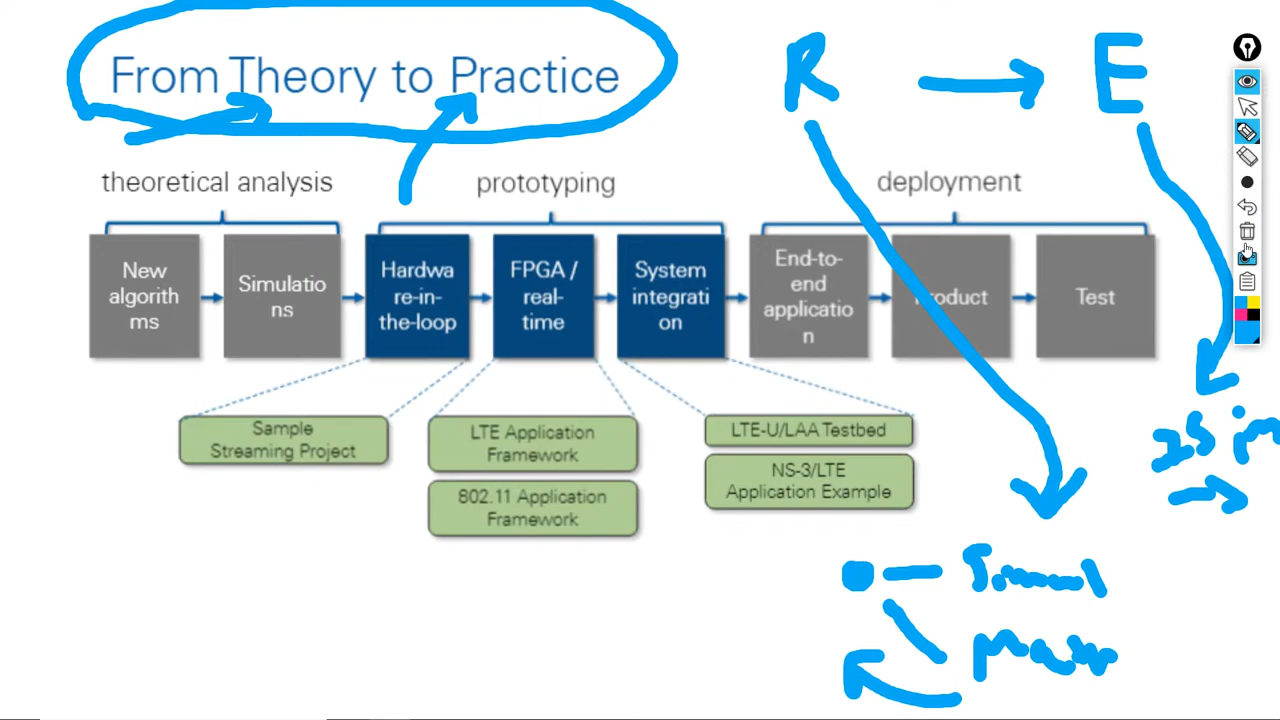 From Theory to Practice
R → E
theoretical analysis
prototyping
deployment
New
algorith
ms
Simulatio
ns
Hardwa
re-in-
the-loop
FPGA /
real-
time
System
integrati
on
End-to-
end
applicatio
n
Product
Test
Sample
Streaming Project
LTE Application
Framework
802.11 Application
Framework
LTE-U/LAA Testbed
NS-3/LTE
Application Example
25